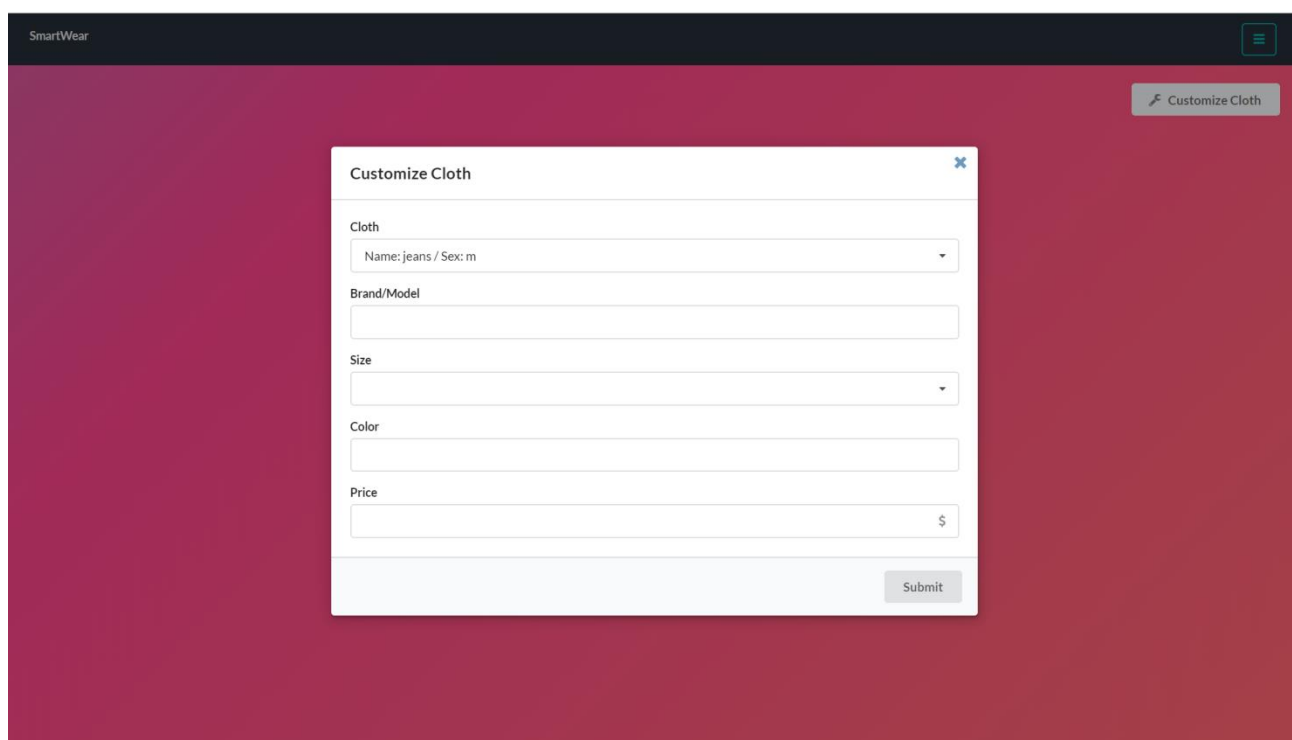 SmartWear
Customize Cloth
Customize Cloth
Cloth
Name: jeans / Sex: m
Brand/Model
Size
Color
Price
$
Submit